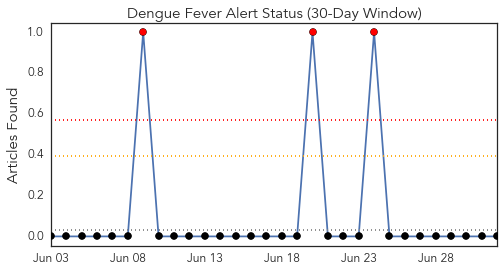 Dengue Fever Alert Status (30-Day Window)
Articles Found
1.0
0.8
0.6
0.4
0.2
0.0
Jun 03 Jun 08 Jun 13 Jun 18 Jun 23 Jun 28